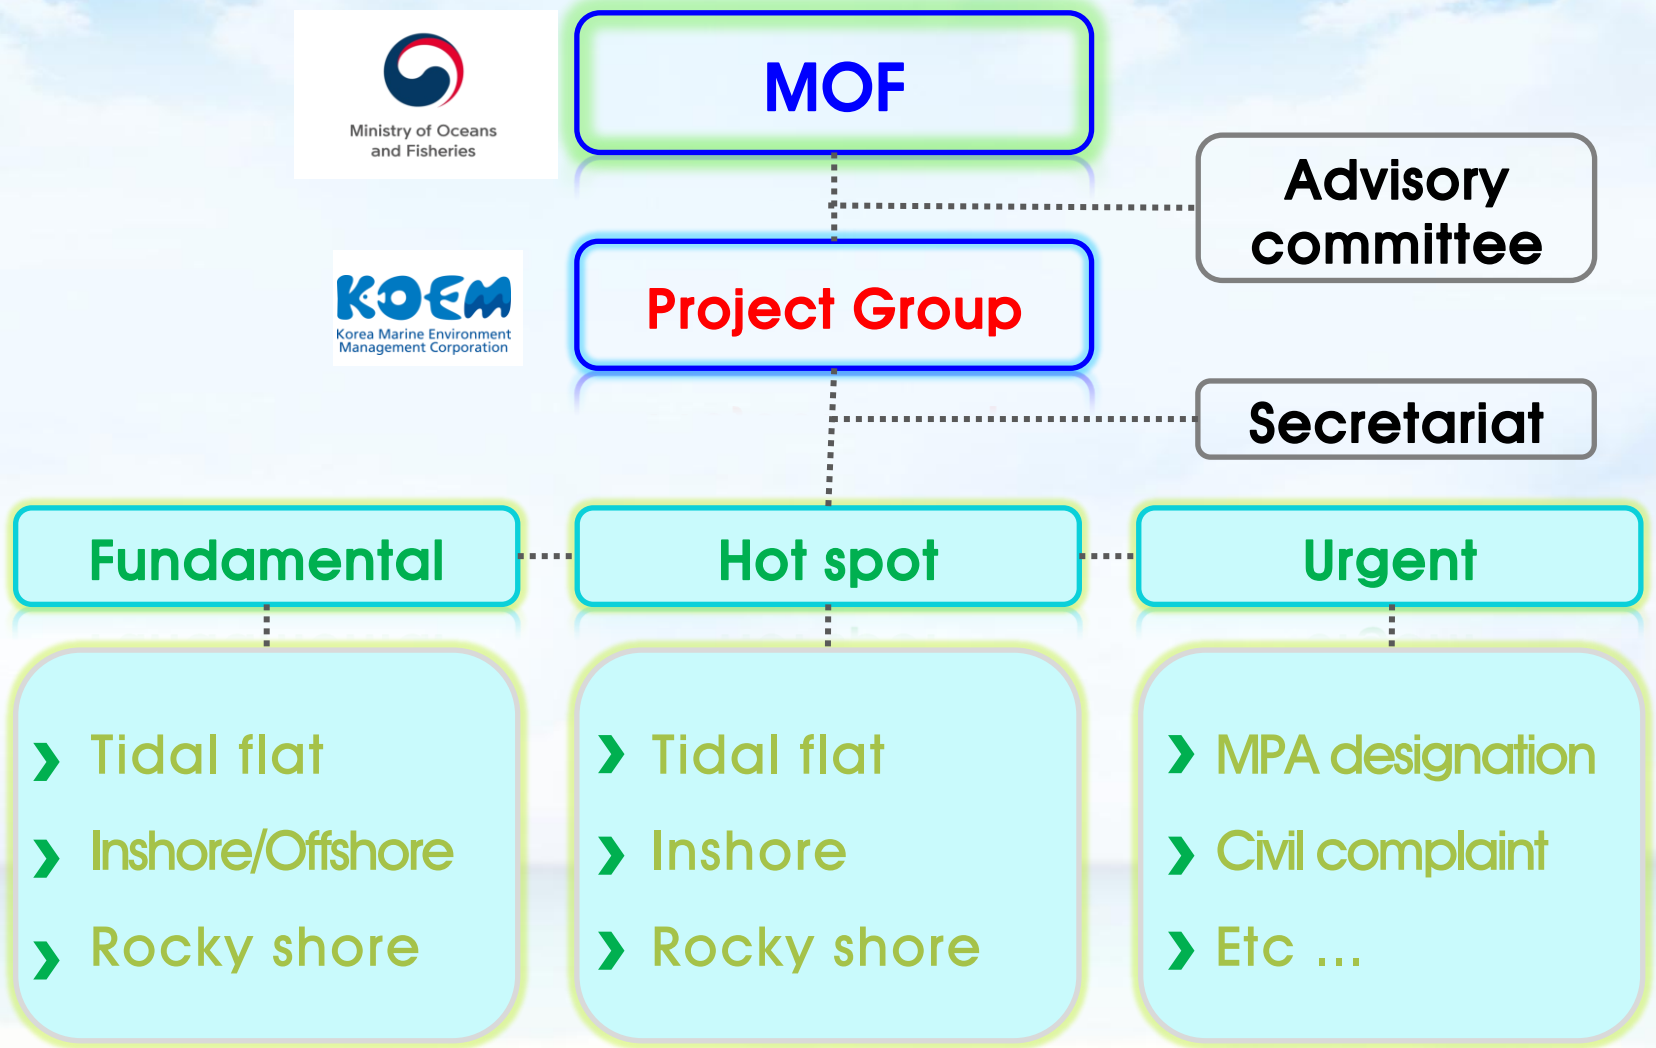 MOF
Ministry of Oceans
and Fisheries
Advisory
committee
KOEM
Korea Marine Environment
Management Corporation
Project Group
Secretariat
Fundamental
Hot spot
Urgent
Tidal flat
Inshore/Offshore
Rocky shore
Tidal flat
Inshore
Rocky shore
MPA designation
Civil complaint
Etc ...